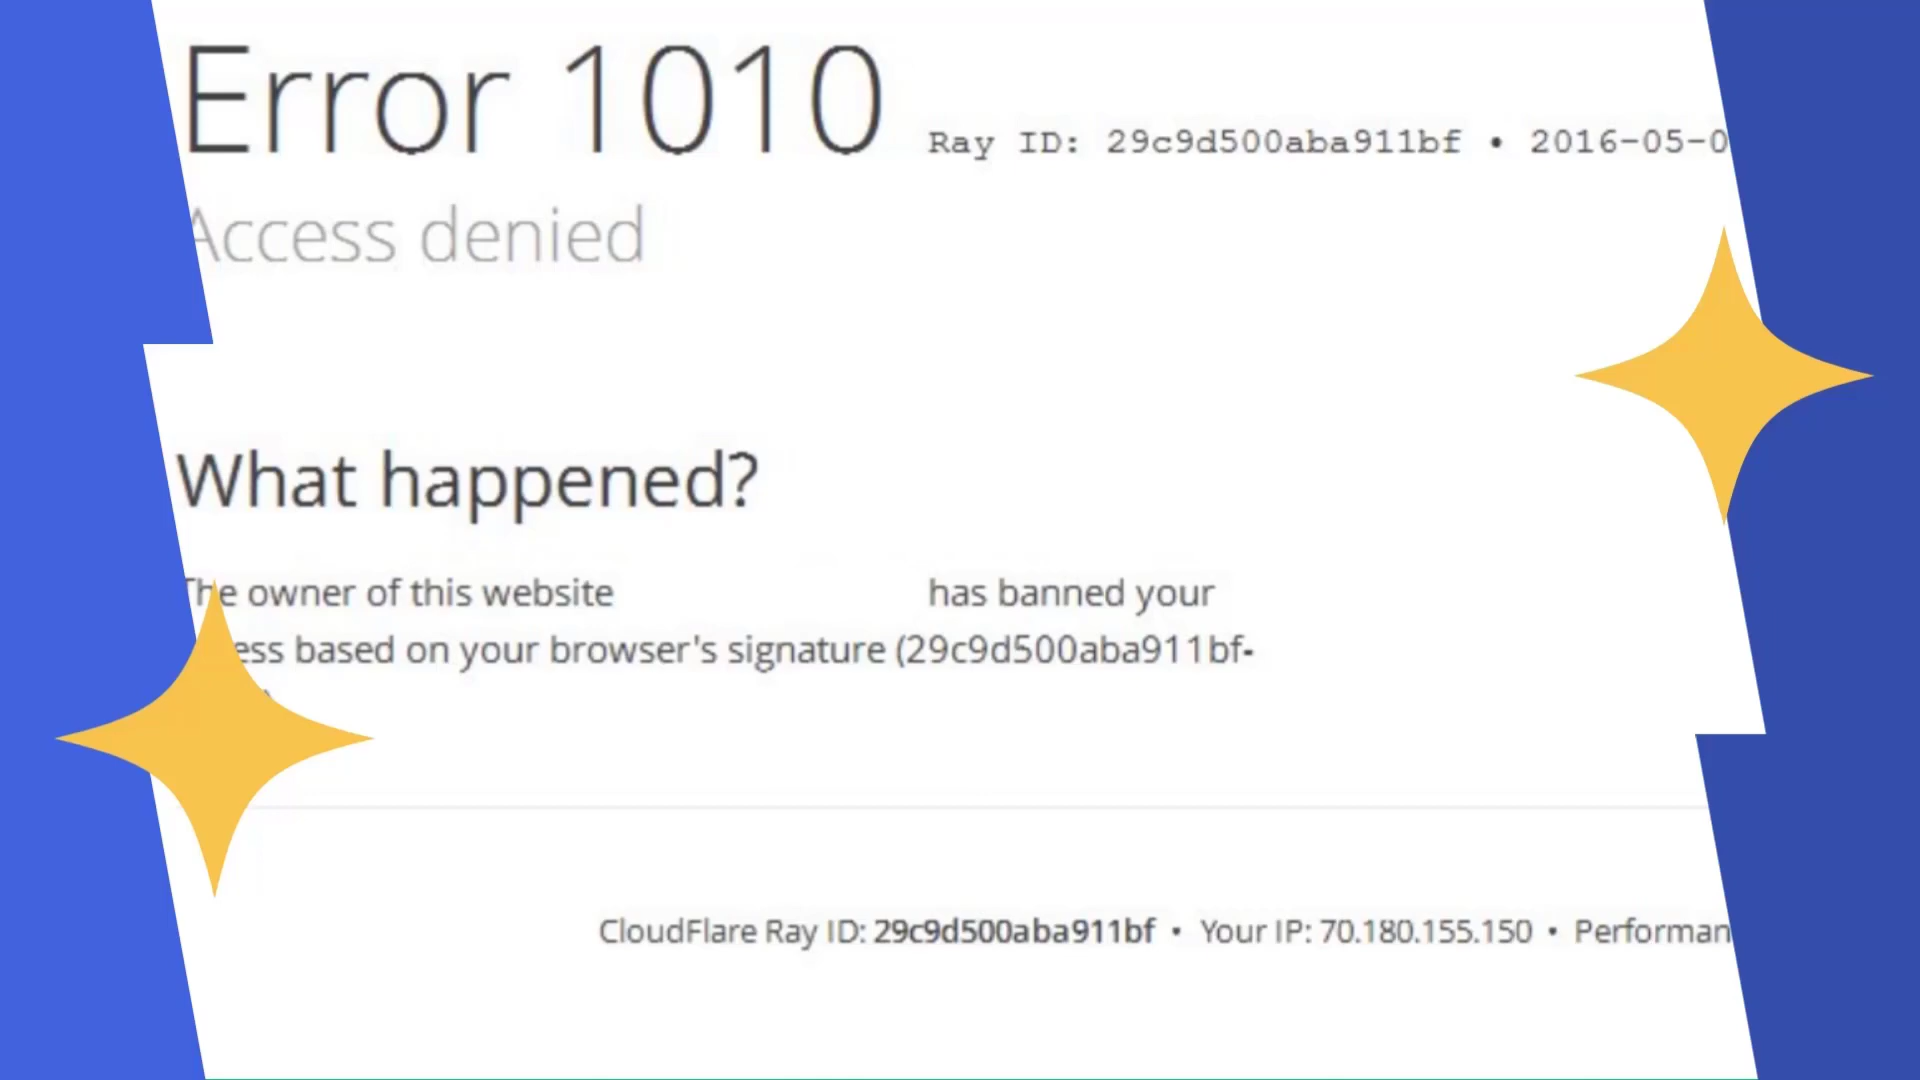 Error 1010 Ray ID: 29c9d500aba911bf • 2016-05-0
Access denied
What happened?
The owner of this website has banned your
based on your browser's signature (29c9d500aba911bf-
CloudFlare Ray ID: 29c9d500aba911bf • Your IP: 70.180.155.150 • Performan